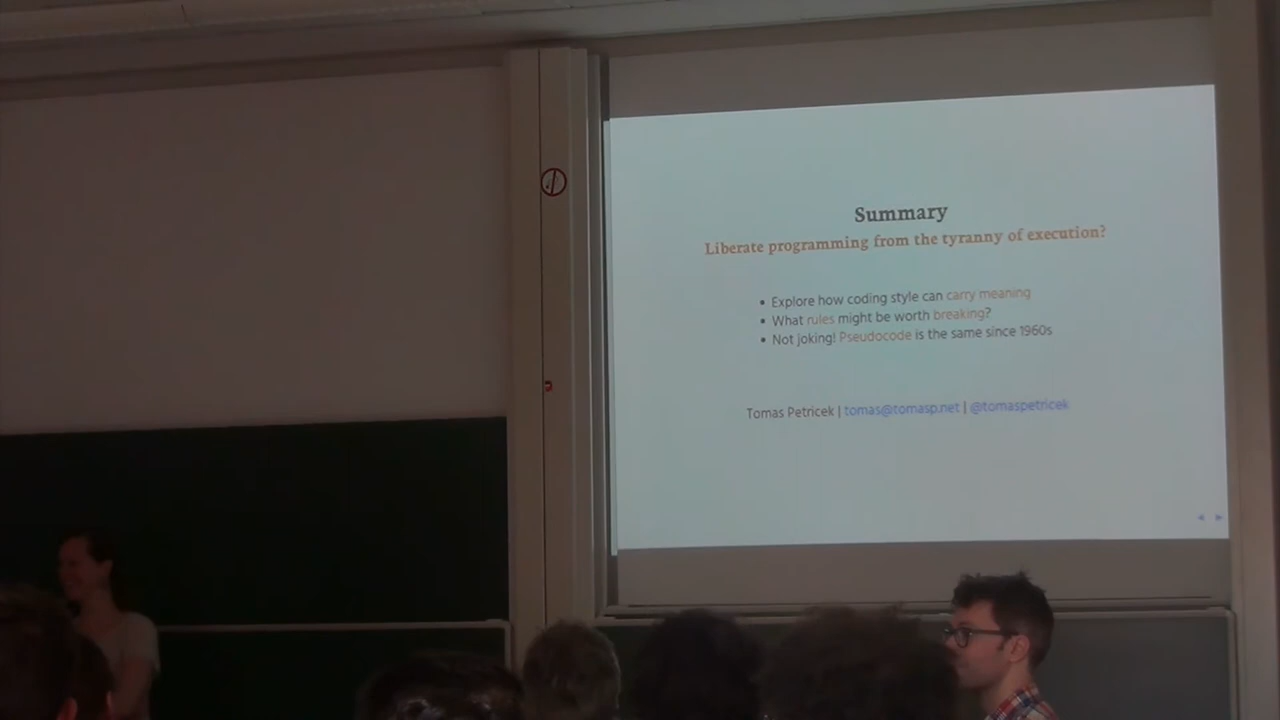 Summary
Liberate programming from the tyranny of execution?
• Explore how coding style can carry meaning
• What rules might be worth breaking?
• Not joking! Pseudocode is the same since 1960s
Tomas Petricek | tomas@tomasp.net | @tomaspetricek